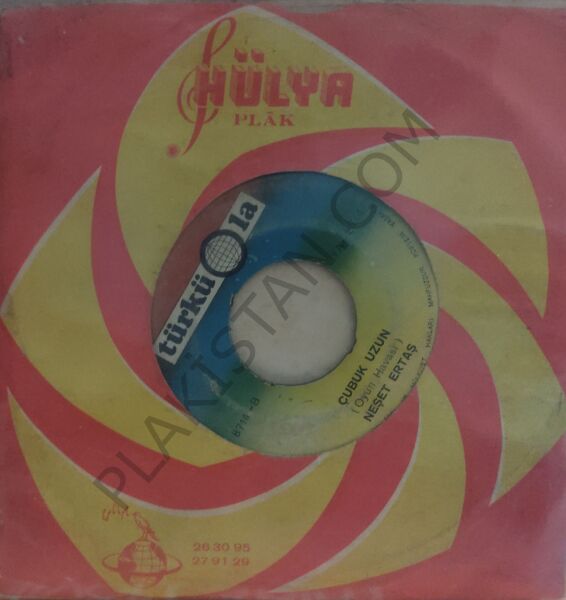 HÜLYA
PLÂK
türkü ola
ÇUBUK UZUN
(Oyun Havası)
NEŞET ERTAŞ
PLAKISTAN.COM
26 30 95
27 91 29